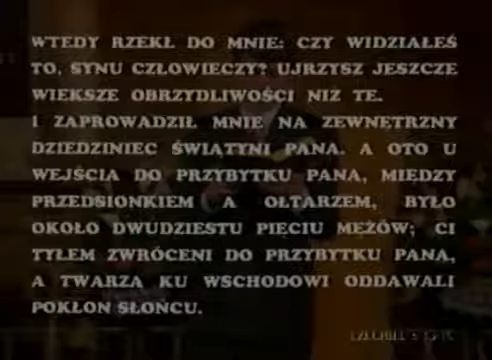 WTEDY RZEKŁ DO MNIE: CZY WIDZIAŁEŚ
TO, SYNU CZŁOWIECZY? UJRZYSZ JESZCZE
WIEKSZE OBRZYDLIWOŚCI NIZ TE.
I ZAPROWADZIŁ MNIE NA ZEWNĘTRZNY
DZIEDZINIEC ŚWIĄTYNI PANA. A OTO U
WEJŚCIA DO PRZYBYTKU PANA, MIĘDZY
PRZEDSIONKIEM A OŁTARZEM, BYŁO
OKOŁO DWUDZIESTU PIĘCIU MĘŻÓW; CI
TYŁEM ZWRÓCENI DO PRZYBYTKU PANA,
A TWARZĄ KU WSCHODOWI ODDAWALI
POKŁON SŁOŃCU.